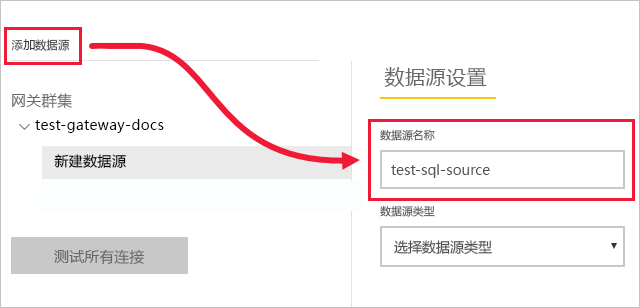 添加数据源
网关群集
test-gateway-docs
新建数据源
测试所有连接
数据源设置
数据源名称
test-sql-source
数据源类型
选择数据源类型